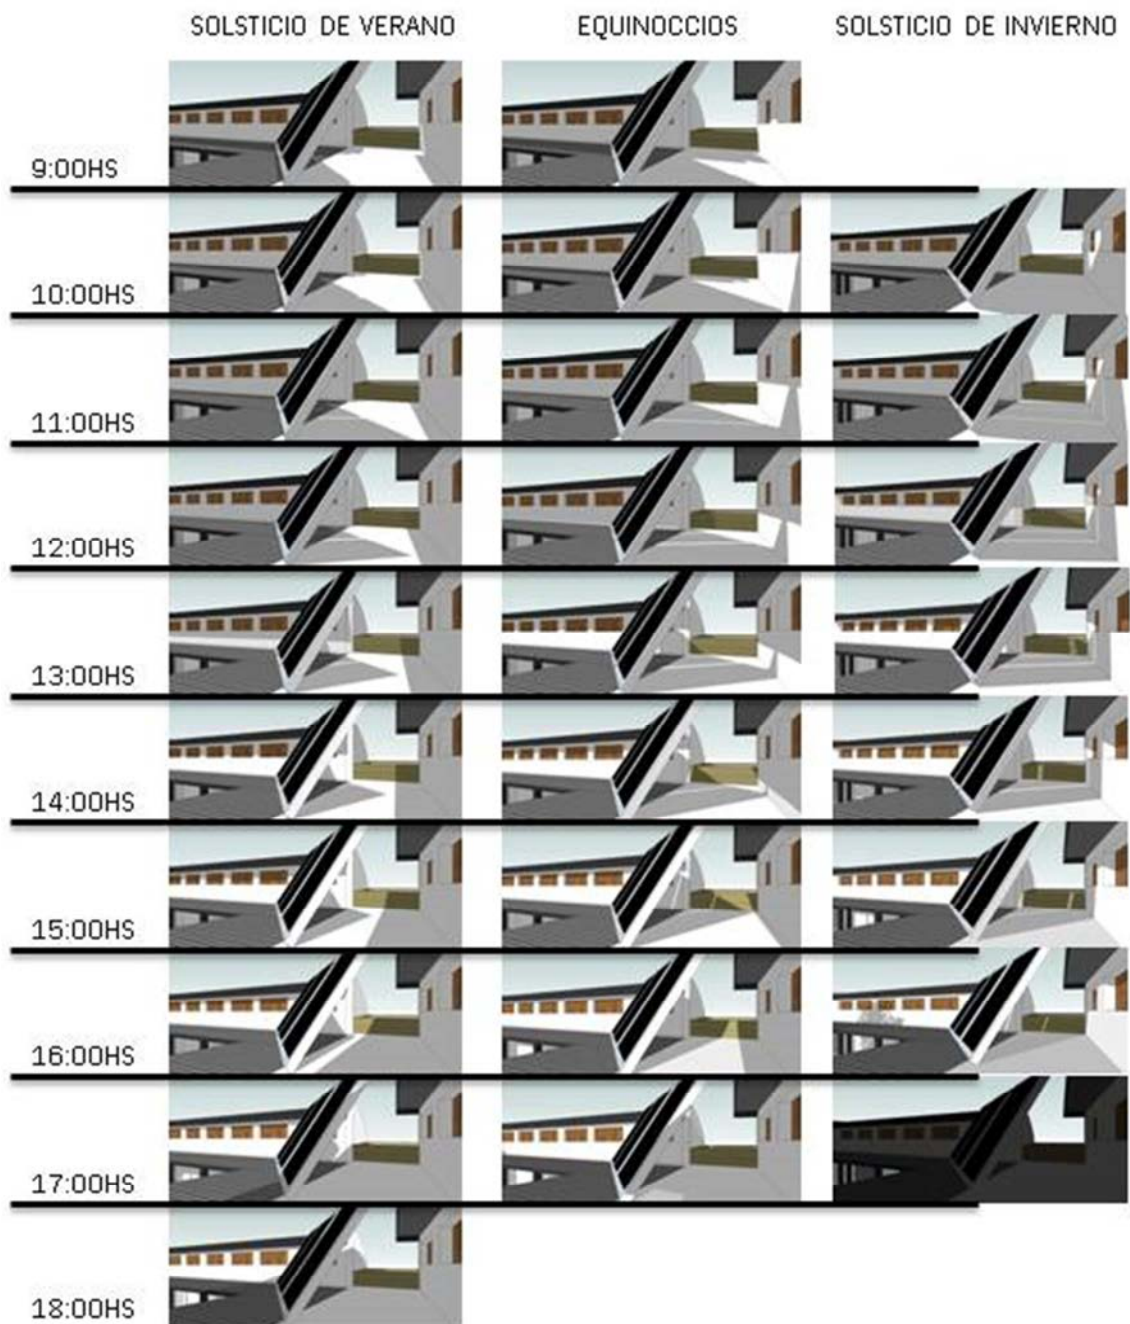 SOLSTICIO DE VERANO EQUINOCCIOS SOLSTICIO DE INVIERNO
9:00HS
10:00HS
11:00HS
12:00HS
13:00HS
14:00HS
15:00HS
16:00HS
17:00HS
18:00HS